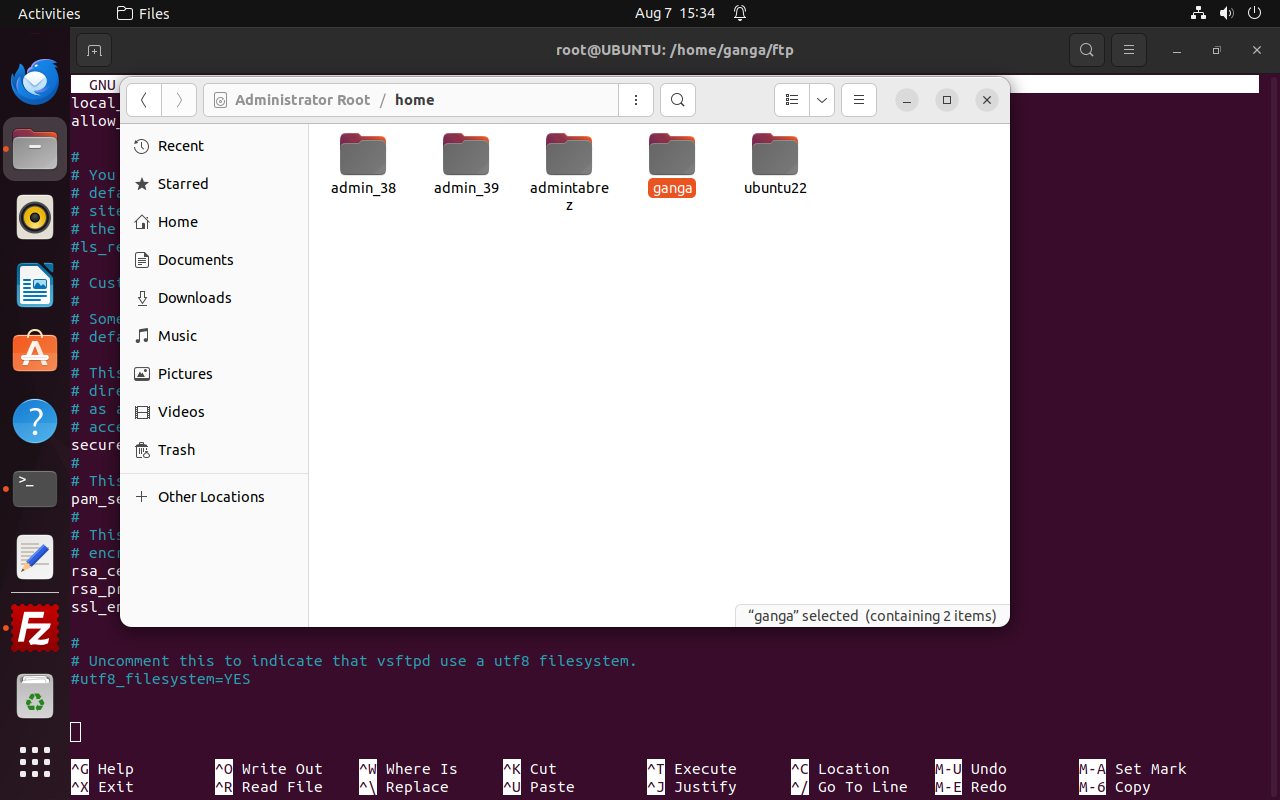 Activities
Files
Aug 7 15:34
root@UBUNTU: /home/ganga/ftp
GNU
local_
allow_
#
# You
# defa
# site
# the
#ls_re
#
# Cust
#
# Some
# defa
#
# This
# dire
# as a
# acce
secure
#
# This
pam_se
#
# This
# encr
rsa_ce
rsa_pr
ssl_en
Administrator Root / home
Recent
Starred
Home
Documents
Downloads
Music
Pictures
Videos
Trash
Other Locations
admin_38
admin_39
admintabre
z
ganga
ubuntu22
“ganga” selected (containing 2 items)
#
# Uncomment this to indicate that vsftpd use a utf8 filesystem.
#utf8_filesystem=YES
^G Help ^O Write Out ^W Where Is ^K Cut ^T Execute ^C Location M-U Undo M-A Set Mark
^X Exit ^R Read File ^\ Replace ^U Paste ^J Justify ^/ Go To Line M-E Redo M-6 Copy